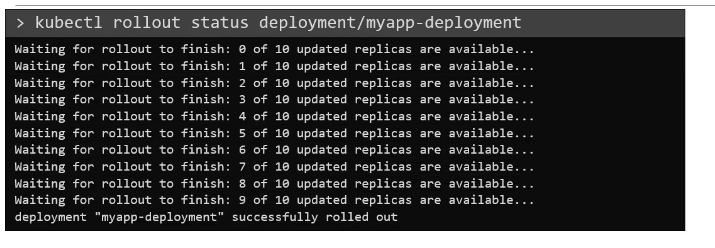 > kubectl rollout status deployment/myapp-deployment
Waiting for rollout to finish: 0 of 10 updated replicas are available...
Waiting for rollout to finish: 1 of 10 updated replicas are available...
Waiting for rollout to finish: 2 of 10 updated replicas are available...
Waiting for rollout to finish: 3 of 10 updated replicas are available...
Waiting for rollout to finish: 4 of 10 updated replicas are available...
Waiting for rollout to finish: 5 of 10 updated replicas are available...
Waiting for rollout to finish: 6 of 10 updated replicas are available...
Waiting for rollout to finish: 7 of 10 updated replicas are available...
Waiting for rollout to finish: 8 of 10 updated replicas are available...
Waiting for rollout to finish: 9 of 10 updated replicas are available...
deployment "myapp-deployment" successfully rolled out